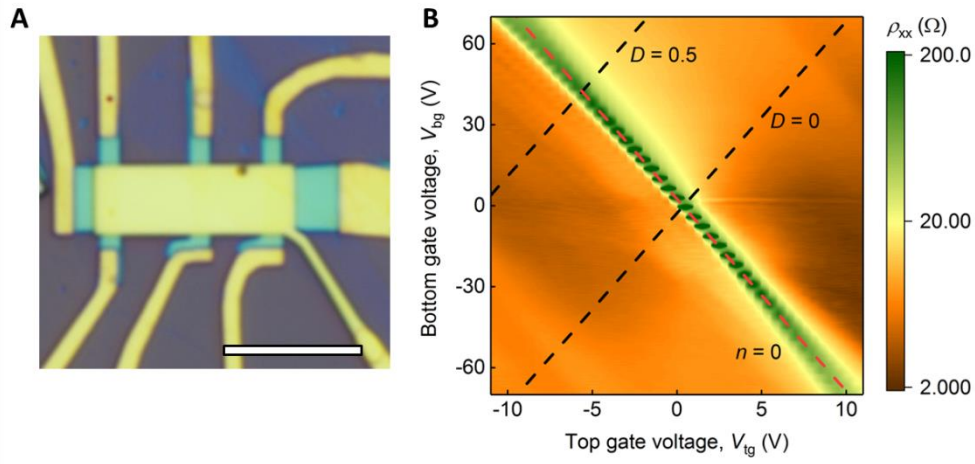 A
B
D = 0.5
D = 0
n = 0
60
30
0
-30
-60
Bottom gate voltage, Vbg (V)
-10
-5
0
5
10
Top gate voltage, Vtg (V)
ρxx (Ω)
200.0
20.00
2.000